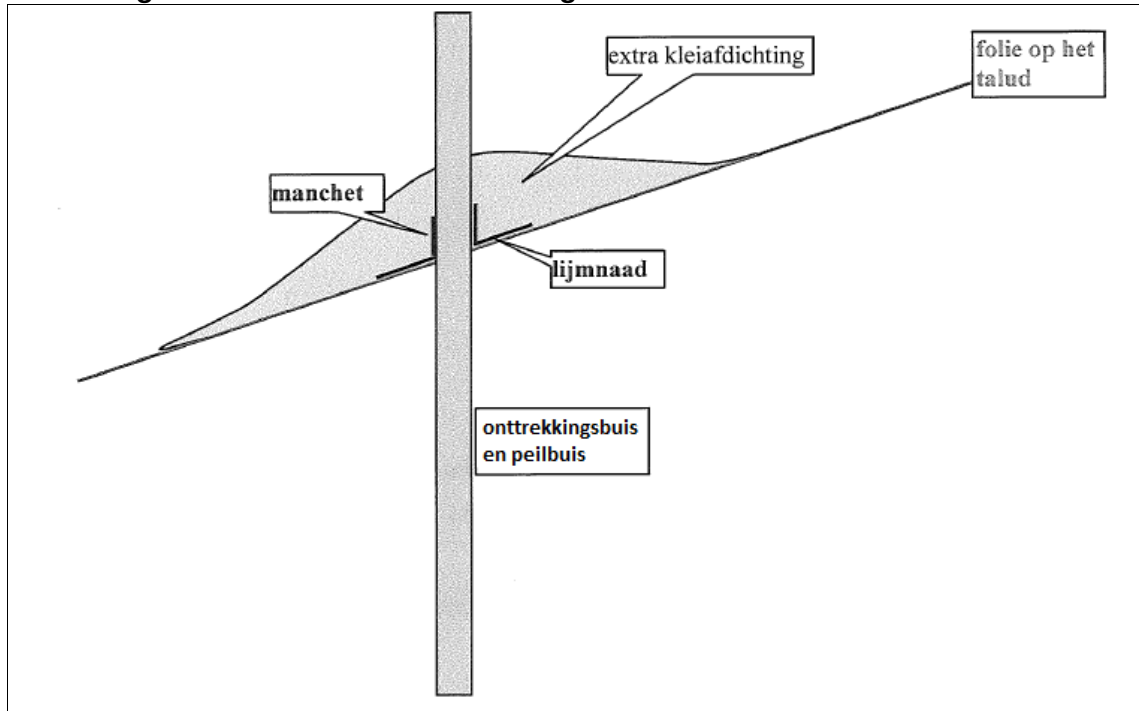 extra kleiafdichting
folie op het
talud
manchet
lijmnaad
onttrekkingsbuis
en peilbuis